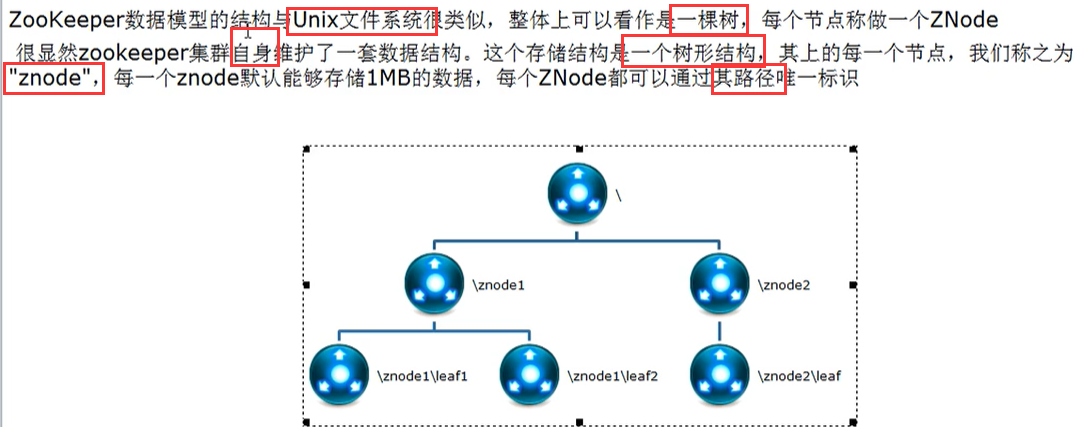 ZooKeeper数据模型的结构与Unix文件系统很类似，整体上可以看作是一棵树，每个节点称做一个ZNode
很显然zookeeper集群自身维护了一套数据结构。这个存储结构是一个树形结构，其上的每一个节点，我们称之为
"znode"，每一个znode默认能够存储1MB的数据，每个ZNode都可以通过其路径唯一标识
\
\znode1 \znode2
\znode1\leaf1 \znode1\leaf2 \znode2\leaf